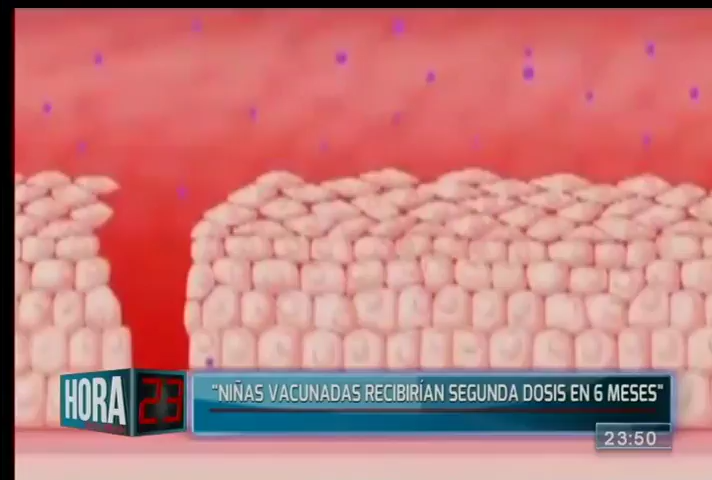 HORA 23
"NIÑAS VACUNADAS RECIBIRÍAN SEGUNDA DOSIS EN 6 MESES"
23:50